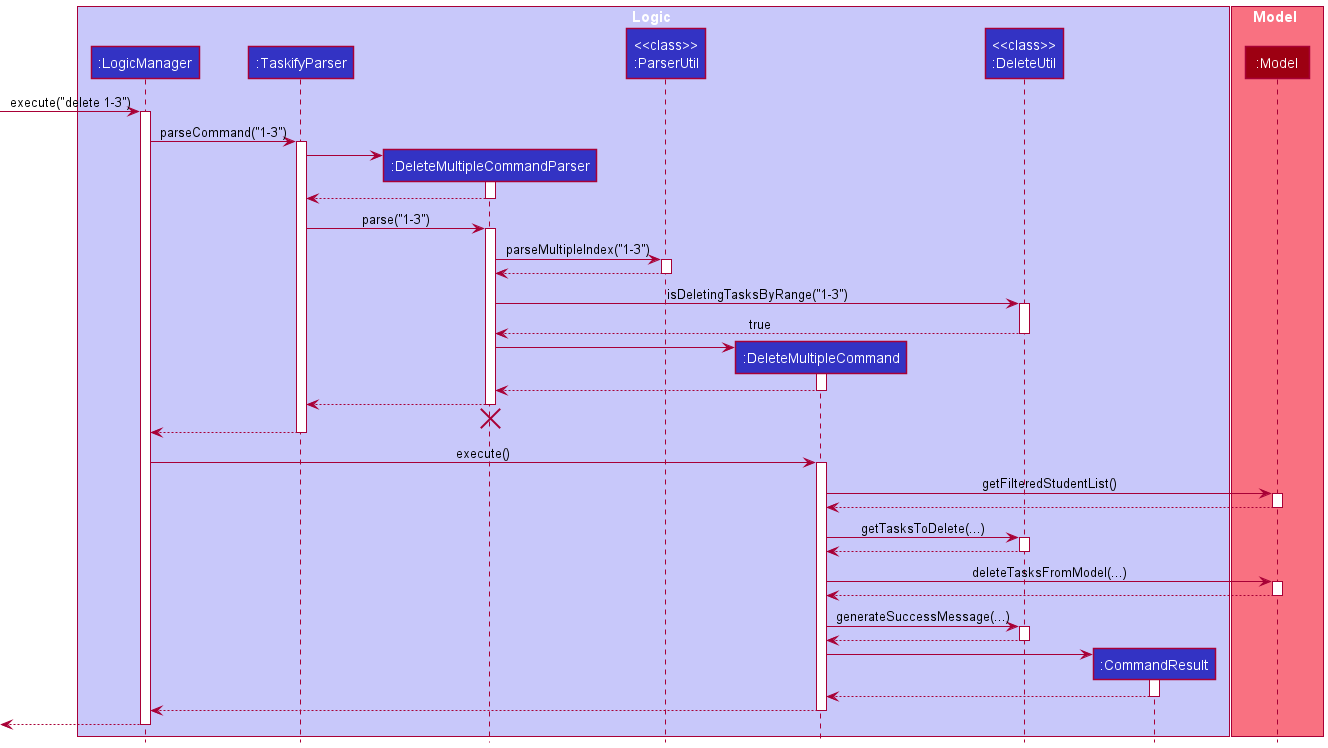 Logic
Model
<<class>>
:ParserUtil
<<class>>
:DeleteUtil
:LogicManager
:TaskifyParser
:Model
execute("delete 1-3")
parseCommand("1-3")
:DeleteMultipleCommandParser
parse("1-3")
parseMultipleIndex("1-3")
isDeletingTasksByRange("1-3")
true
:DeleteMultipleCommand
execute()
getFilteredStudentList()
getTasksToDelete(...)
deleteTasksFromModel(...)
generateSuccessMessage(...)
:CommandResult